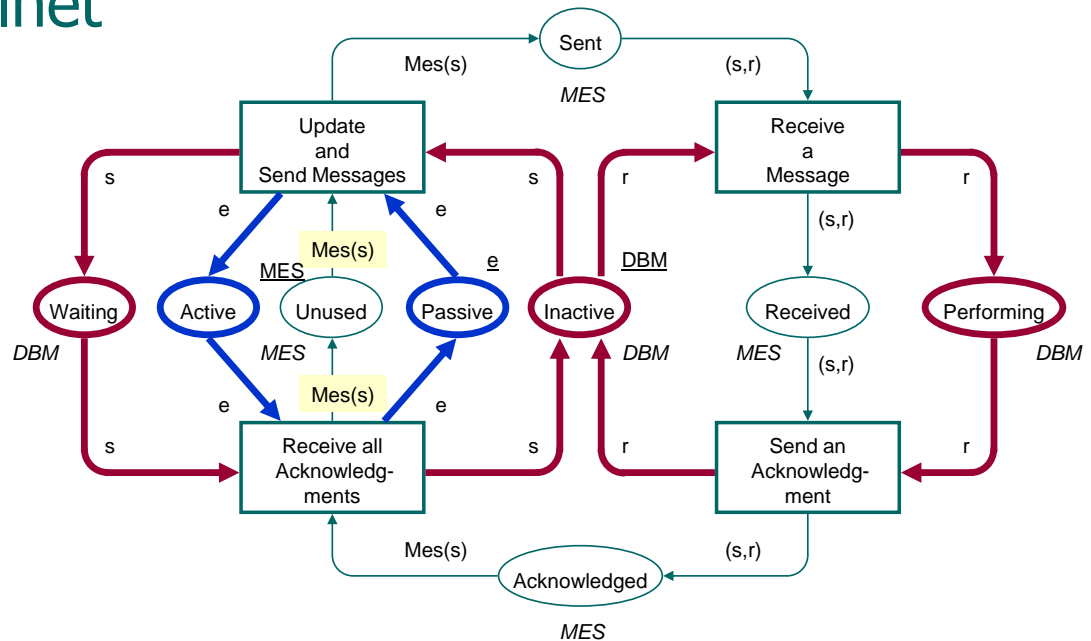 Sent
Mes(s)
(s,r)
MES
Update
and
Send Messages
Receive
a
Message
s
s
r
r
e
e
(s,r)
Mes(s)
MES
e
DBM
Waiting
Active
Unused
Passive
Inactive
Received
Performing
DBM
MES
DBM
MES
DBM
(s,r)
Mes(s)
e
e
s
s
r
r
Receive all
Acknowledg-
ments
Send an
Acknowledg-
ment
Mes(s)
(s,r)
Acknowledged
MES